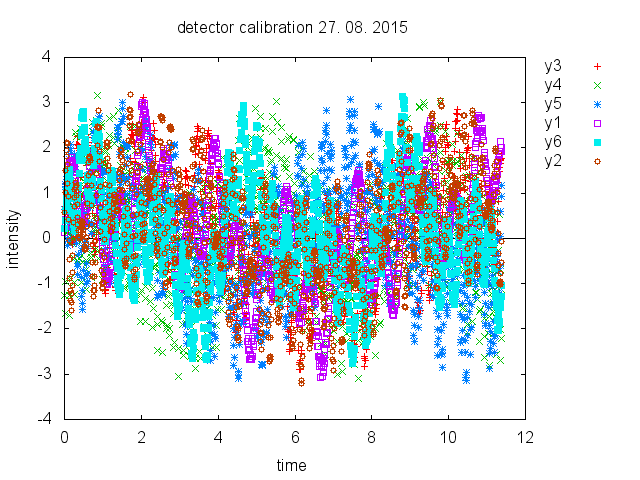 detector calibration 27. 08. 2015
y3
y4
y5
y1
y6
y2
intensity
4
3
2
1
0
-1
-2
-3
-4
0 2 4 6 8 10 12
time